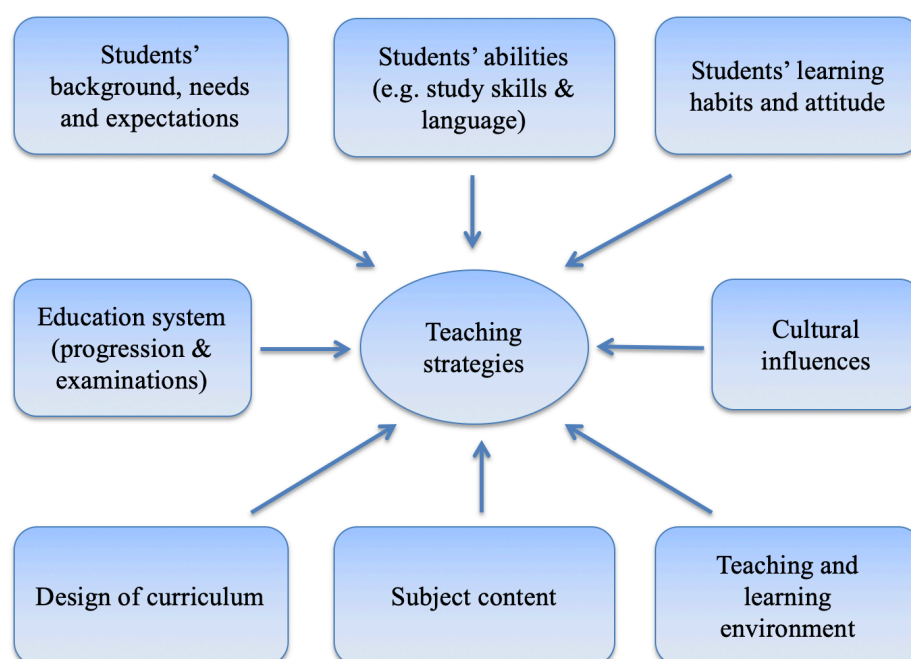 Students’
background, needs
and expectations
Students’ abilities
(e.g. study skills &
language)
Students’ learning
habits and attitude
Education system
(progression &
examinations)
Teaching
strategies
Cultural
influences
Design of curriculum
Subject content
Teaching and
learning
environment